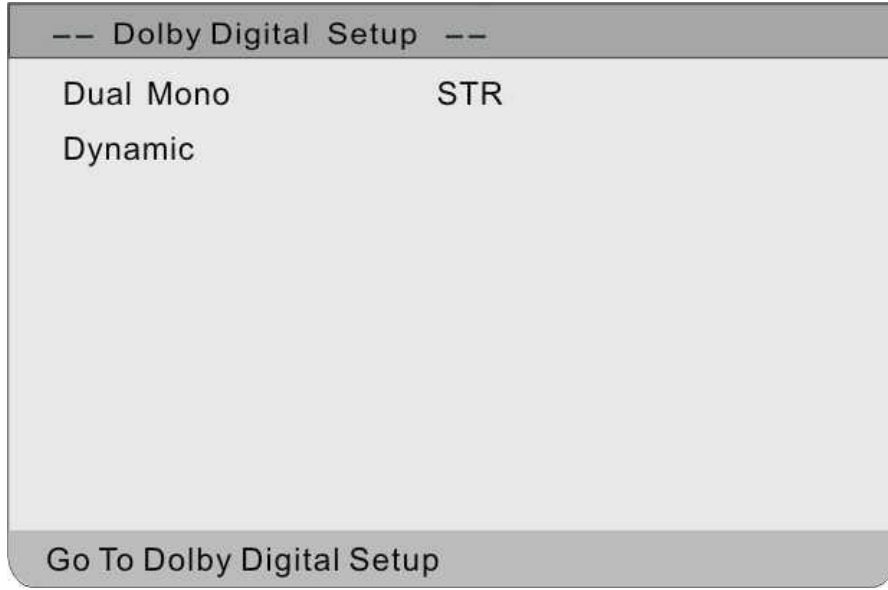 -- Dolby Digital Setup --
Dual Mono STR
Dynamic
Go To Dolby Digital Setup